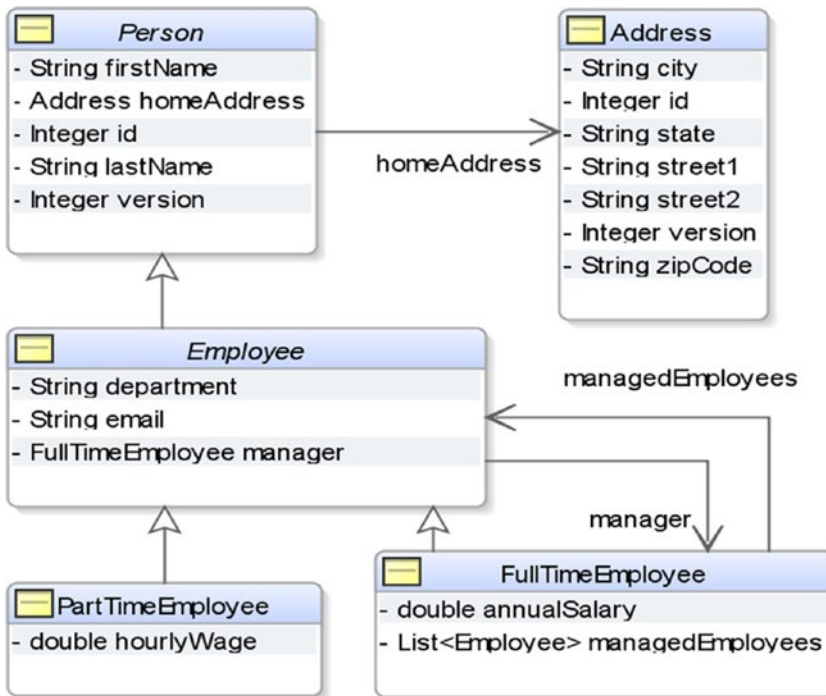 Person
- String firstName
- Address homeAddress
- Integer id
- String lastName
- Integer version
Address
- String city
- Integer id
- String state
- String street1
- String street2
- Integer version
- String zipCode
homeAddress
Employee
- String department
- String email
- FullTimeEmployee manager
managedEmployees
manager
PartTimeEmployee
- double hourlyWage
FullTimeEmployee
- double annualSalary
- List<Employee> managedEmployees